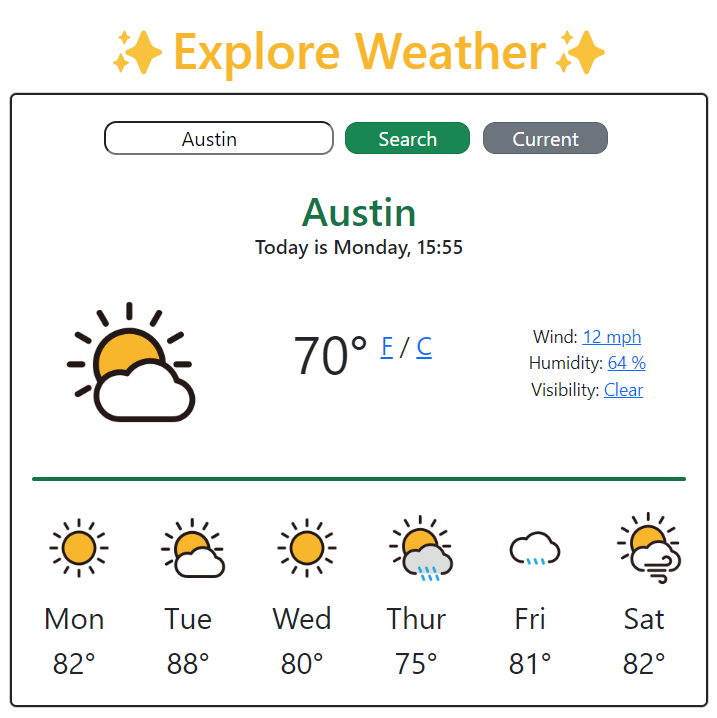 ✨ Explore Weather ✨
Austin Search Current
Austin
Today is Monday, 15:55
70° F / C
Wind: 12 mph
Humidity: 64 %
Visibility: Clear
Mon Tue Wed Thur Fri Sat
82° 88° 80° 75° 81° 82°